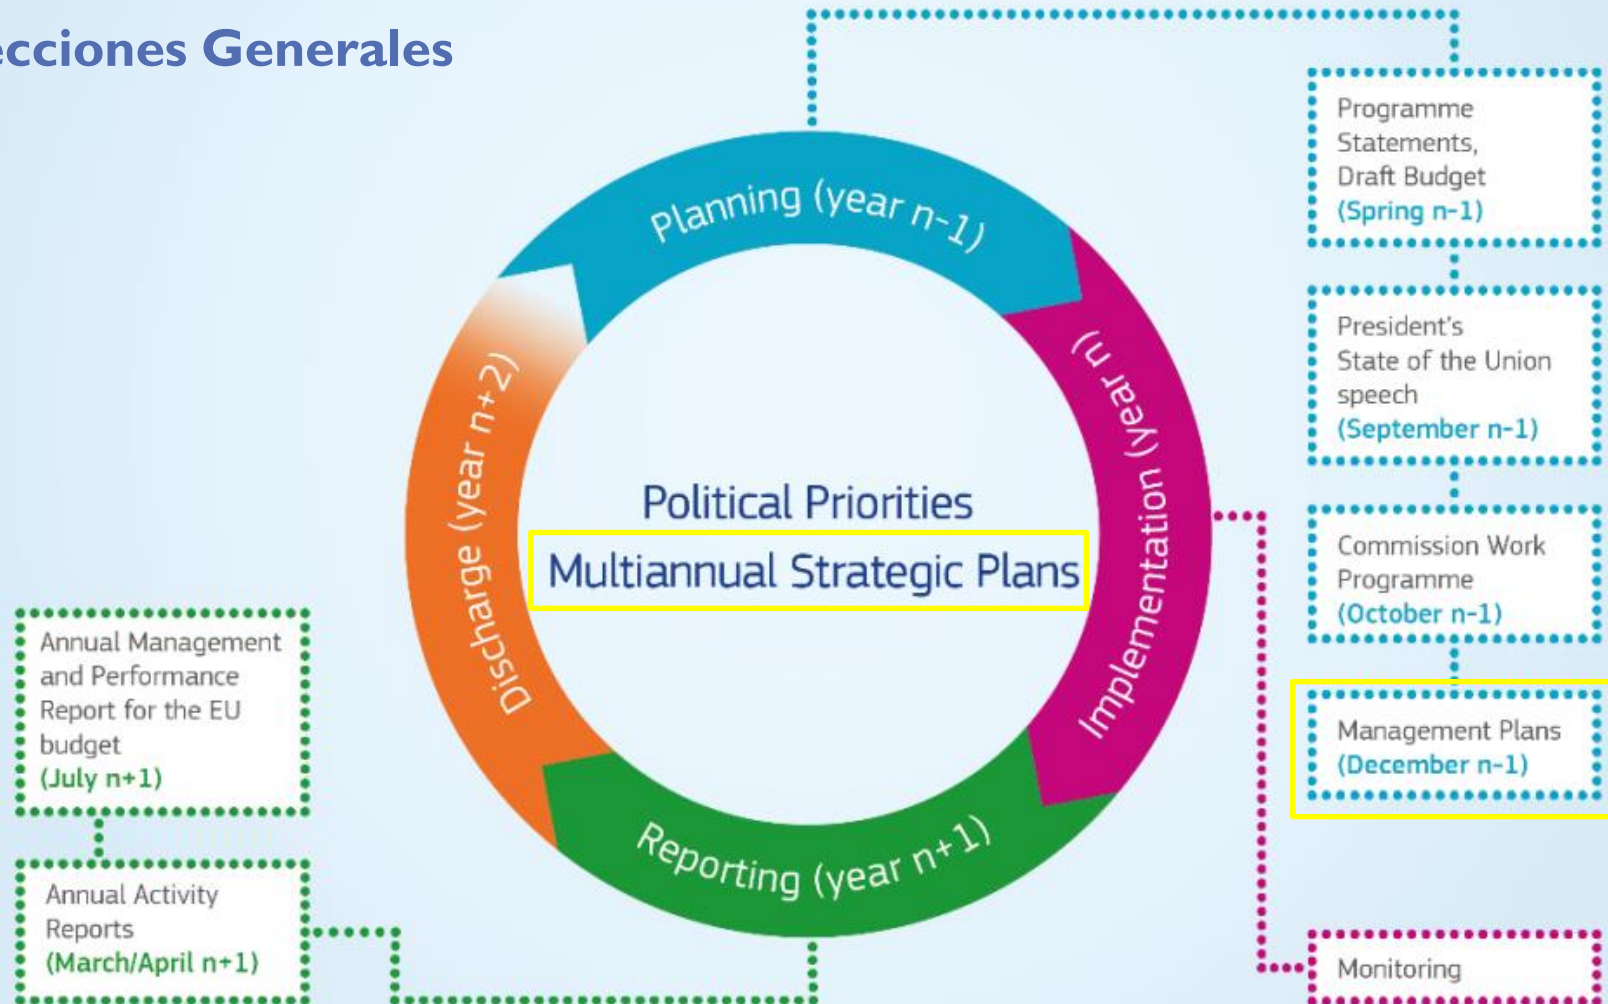 ecciones Generales
Planning (year n-1)
Implementation (year n)
Reporting (year n+1)
Discharge (year n+2)
Political Priorities
Multiannual Strategic Plans
Programme
Statements,
Draft Budget
(Spring n-1)
President's
State of the Union
speech
(September n-1)
Commission Work
Programme
(October n-1)
Management Plans
(December n-1)
Monitoring
Annual Management
and Performance
Report for the EU
budget
(July n+1)
Annual Activity
Reports
(March/April n+1)